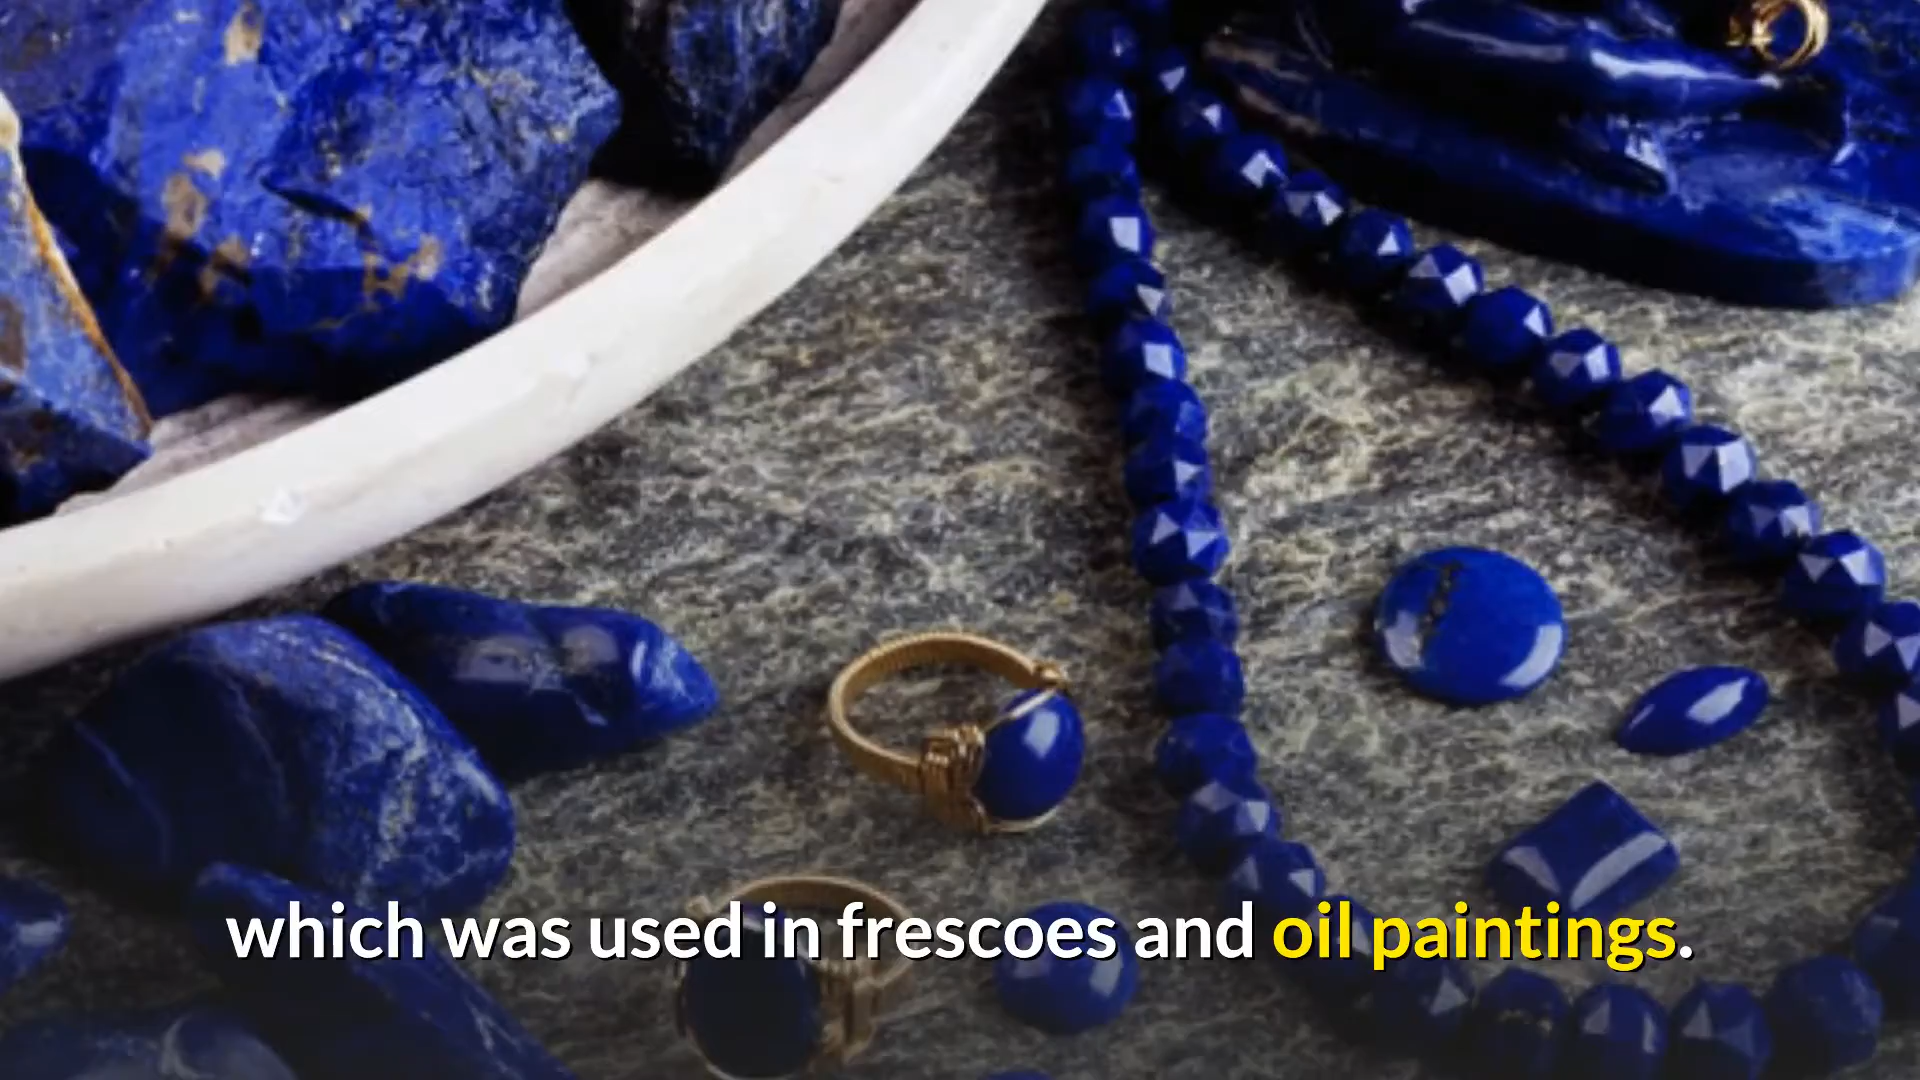 which was used in frescoes and oil paintings.